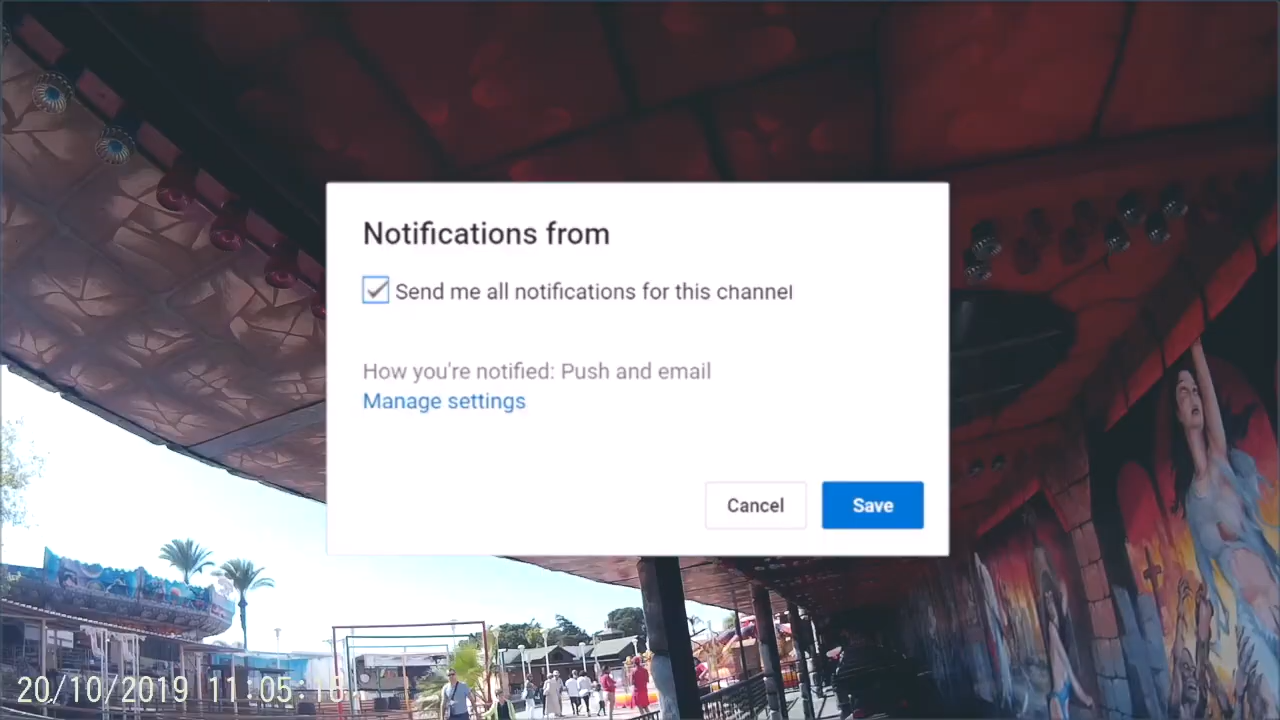 Notifications from
Send me all notifications for this channel
How you're notified: Push and email
Manage settings
Cancel
Save
20/10/2019 11:05: